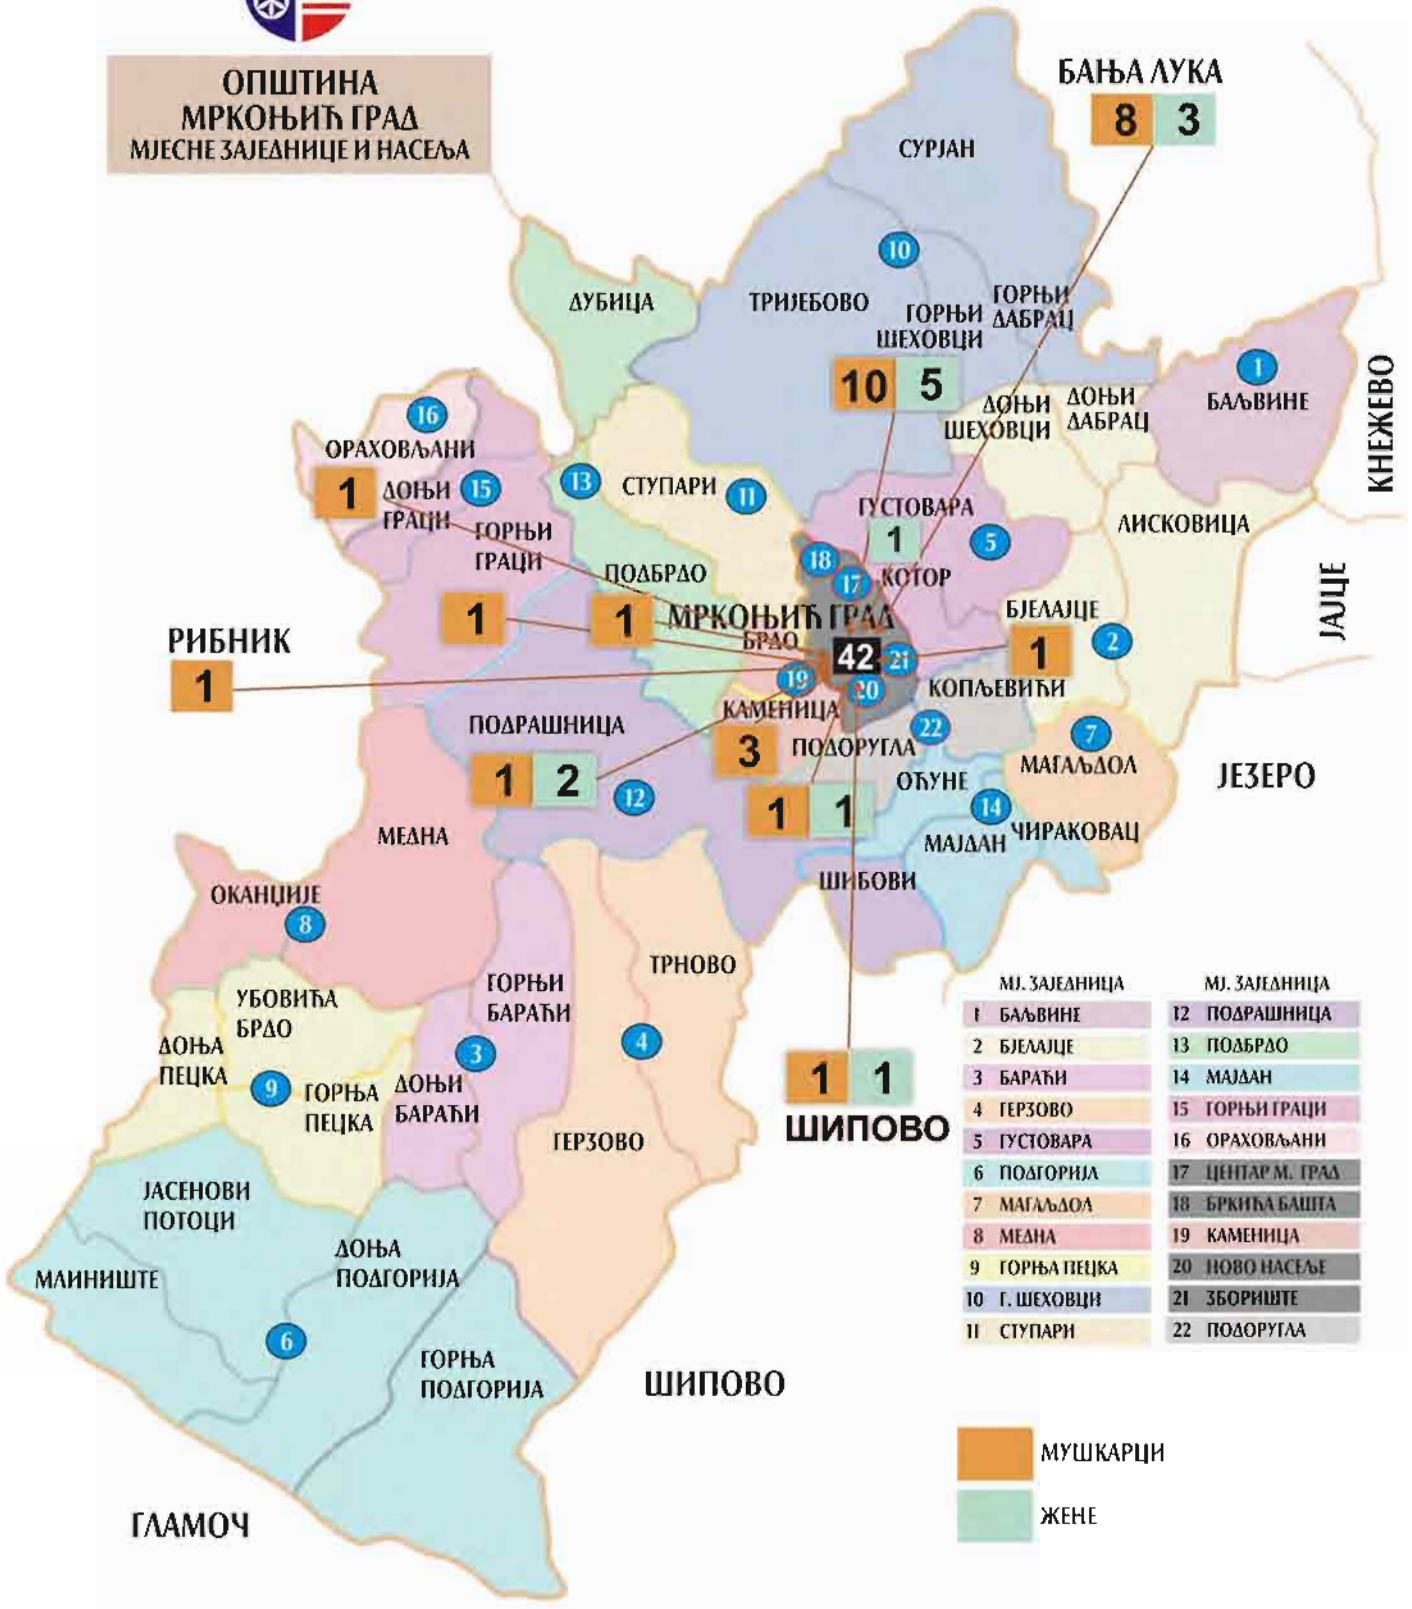 ОПШТИНА
МРКОЊИЋ ГРАД
МЈЕСНЕ ЗАЈЕДНИЦЕ И НАСЕЉА
БАЊА ЛУКА
8 3
СУРЈАН
10
ДУБИЦА
ТРИЈЕБОВО
ГОРЊИ
ШЕХОВЦИ
ГОРЊИ
ДАБРАЦ
10 5
ДОЊИ
ШЕХОВЦИ
ДОЊИ
ДАБРАЦ
1
БАЉВИНЕ
КНЕЖЕВО
16
ОРАХОВЉАНИ
1
ДОЊИ
ГРАЦИ
15
ГОРЊИ
ГРАЦИ
13
СТУПАРИ
11
ГУСТОВАРА
5
ЛИСКОВИЦА
1
18
17
КОТОР
ПОДБРДО
ЈАЈЦЕ
1
1
МРКОЊИЋ ГРАД
БРДО
БЈЕЛАЈЦЕ
2
1
42
21
РИБНИК
1
19
20
КОПЉЕВИЋИ
КАМЕНИЦА
3
ПОДОРУГЛА
22
7
МАГАЉДОЛ
ЈЕЗЕРО
ПОДРАШНИЦА
1 2
12
1 1
ОЋУНЕ
14
МАЈДАН
ЧИРАКОВАЦ
МЕДНА
ШИБОВИ
ОКАНЦИЈЕ
8
ГОРЊИ
БАРАЋИ
ТРНОВО
УБОВИЋА
БРДО
ДОЊА
ПЕЦКА
9
ГОРЊА
ПЕЦКА
3
ДОЊИ
БАРАЋИ
4
ГЕРЗОВО
1 1
ШИПОВО
ЈАСЕНОВИ
ПОТОЦИ
МЛИНИШТЕ
ДОЊА
ПОДГОРИЈА
6
ГОРЊА
ПОДГОРИЈА
ШИПОВО
ГЛАМОЧ
МЈ. ЗАЈЕДНИЦА
1 БАЉВИНЕ
2 БЈЕЛАЈЦЕ
3 БАРАЋИ
4 ГЕРЗОВО
5 ГУСТОВАРА
6 ПОДГОРИЈА
7 МАГАЉДОЛ
8 МЕДНА
9 ГОРЊА ПЕЦКА
10 Г. ШЕХОВЦИ
11 СТУПАРИ
МЈ. ЗАЈЕДНИЦА
12 ПОДРАШНИЦА
13 ПОДБРДО
14 МАЈДАН
15 ГОРЊИ ГРАЦИ
16 ОРАХОВЉАНИ
17 ЦЕНТАР М. ГРАД
18 БРКИЋА БАШТА
19 КАМЕНИЦА
20 НОВО НАСЕЉЕ
21 ЗБОРИШТЕ
22 ПОДОРУГЛА
МУШКАРЦИ
ЖЕНЕ